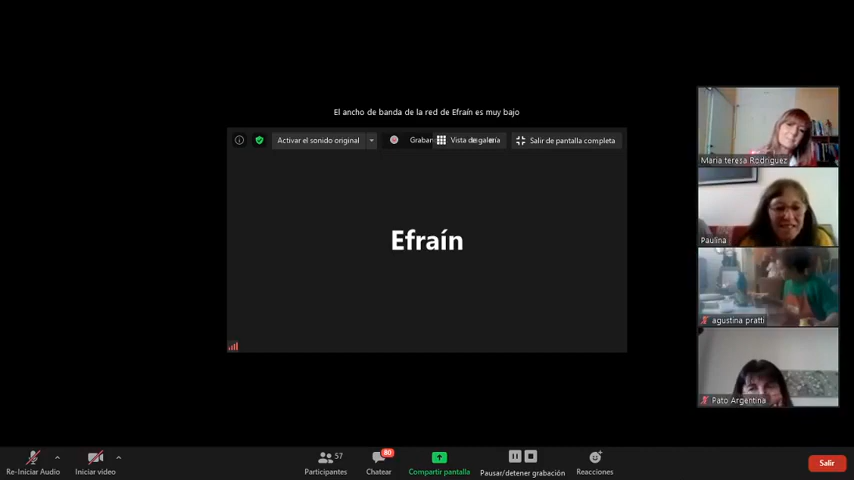 El ancho de banda de la red de Efraín es muy bajo
Activar el sonido original
Vista de galería
Salir de pantalla completa
Efraín
Maria teresa Rodriguez
Paulina
agustina pratti
Pato Argentina
Re-Iniciar Audio
Iniciar video
57
Participantes
80
Chatear
Compartir pantalla
Pausar/detener grabación
Reacciones
Salir